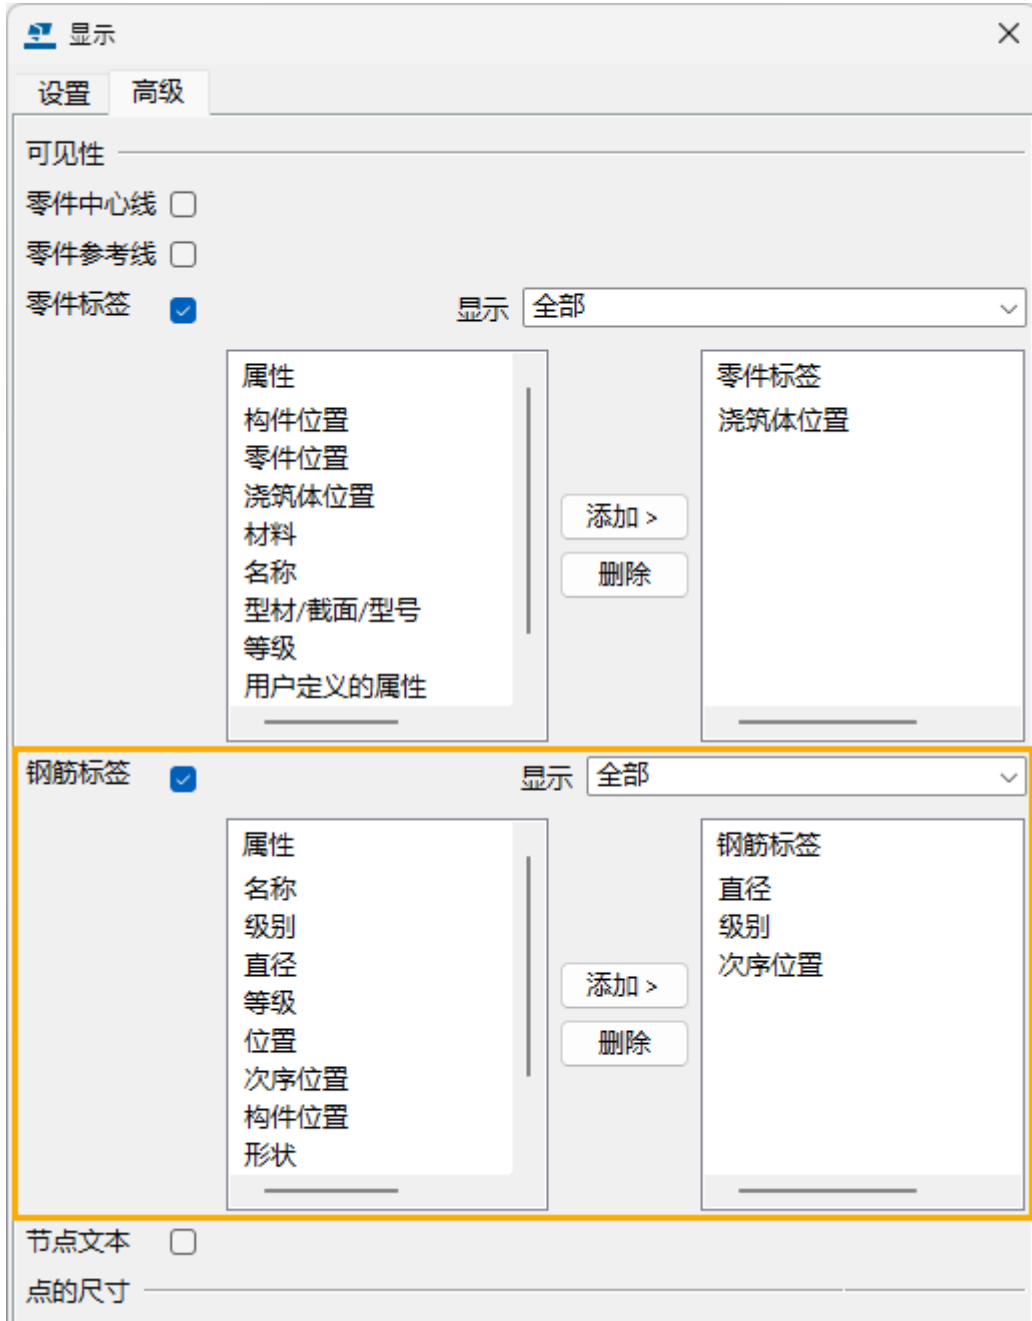 显示
设置 高级
可见性
零件中心线
零件参考线
零件标签 显示 全部
属性
构件位置
零件位置
浇筑体位置
材料
名称
型材/截面/型号
等级
用户定义的属性
添加 >
删除
零件标签
浇筑体位置
钢筋标签 显示 全部
属性
名称
级别
直径
等级
位置
次序位置
构件位置
形状
添加 >
删除
钢筋标签
直径
级别
次序位置
节点文本
点的尺寸